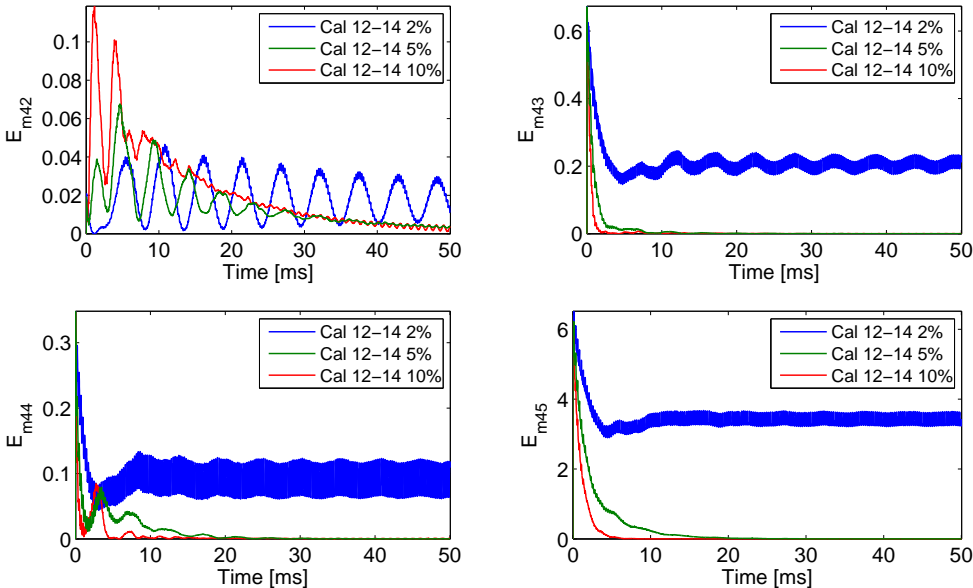 E_m42
0.1
0.08
0.06
0.04
0.02
0
Cal 12−14 2%
Cal 12−14 5%
Cal 12−14 10%
0 10 20 30 40 50
Time [ms]
E_m43
0.6
0.4
0.2
0
Cal 12−14 2%
Cal 12−14 5%
Cal 12−14 10%
0 10 20 30 40 50
Time [ms]
E_m44
0.3
0.2
0.1
0
Cal 12−14 2%
Cal 12−14 5%
Cal 12−14 10%
0 10 20 30 40 50
Time [ms]
E_m45
6
4
2
0
Cal 12−14 2%
Cal 12−14 5%
Cal 12−14 10%
0 10 20 30 40 50
Time [ms]